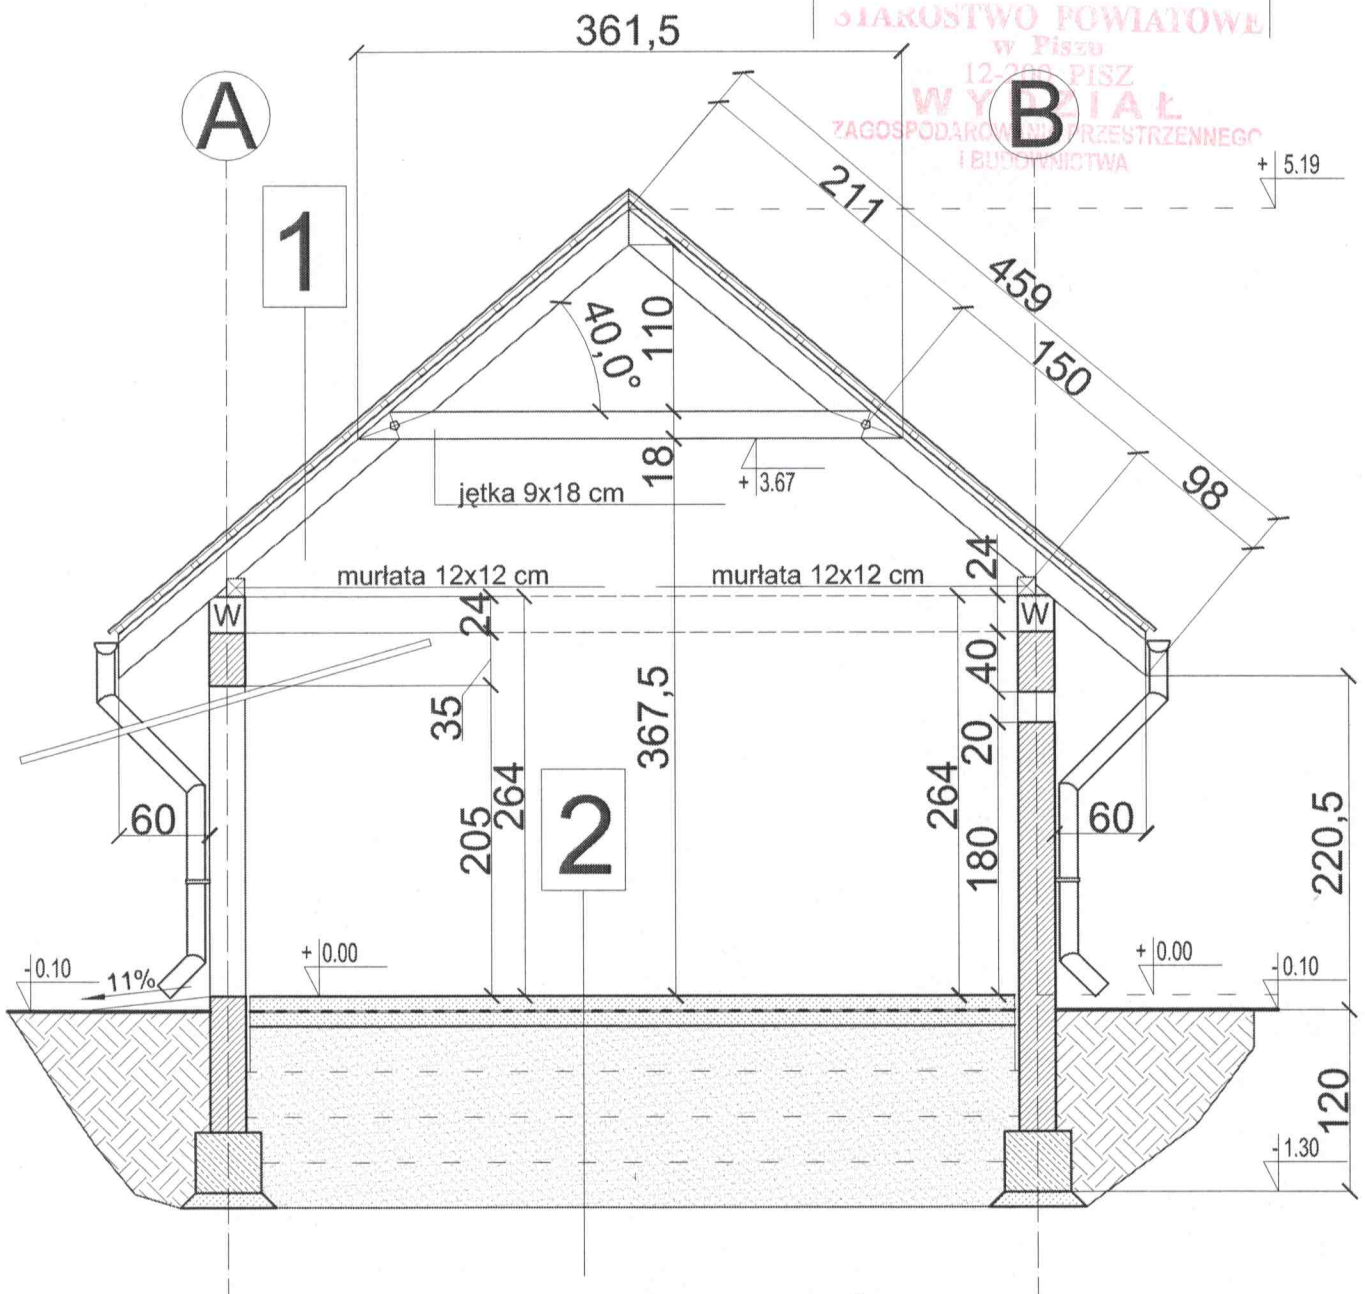 361,5
STAROSTWO POWIATOWE
w Piszu
12-200 PISZ
WYDZIAŁ
ZAGOSPODAROWANIA PRZESTRZENNEGO
I BUDOWNICTWA
A
B
+ 5.19
211
459
1
40,0°
110
150
98
18
+ 3.67
jętka 9x18 cm
murłata 12x12 cm
murłata 12x12 cm
24
24
W
W
40
35
367,5
20
264
264
205
180
2
60
60
220,5
-0.10
11%
+ 0.00
+ 0.00
-0.10
120
-1.30